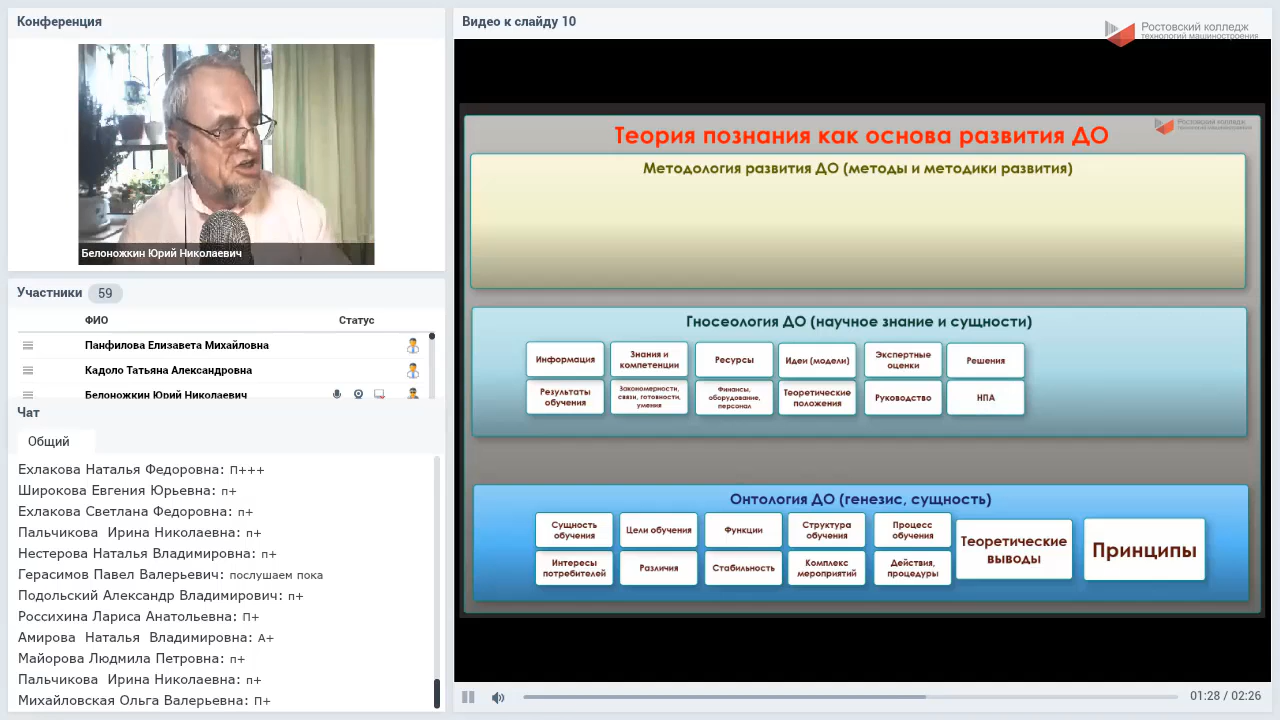 Конференция
Белоножкин Юрий Николаевич
Участники 59
ФИО Статус
Панфилова Елизавета Михайловна
Кадоло Татьяна Александровна
Белоножкин Юрий Николаевич
Чат
Общий
Ехлакова Наталья Федоровна: П+++
Широкова Евгения Юрьевна: п+
Ехлакова Светлана Федоровна: п+
Пальчикова Ирина Николаевна: п+
Нестерова Наталья Владимировна: п+
Герасимов Павел Валерьевич: послушаем пока
Подольский Александр Владимирович: п+
Россихина Лариса Анатольевна: П+
Амирова Наталья Владимировна: А+
Майорова Людмила Петровна: п+
Пальчикова Ирина Николаевна: п+
Михайловская Ольга Валерьевна: П+
Видео к слайду 10
Ростовский колледж
технологий машиностроения
Ростовский колледж
технологий машиностроения
Теория познания как основа развития ДО
Методология развития ДО (методы и методики развития)
Гносеология ДО (научное знание и сущности)
Информация
Знания и
компетенции
Ресурсы
Идеи (модели)
Экспертные
оценки
Решения
Результаты
обучения
Закономерности,
связи, готовности,
умения
Финансы,
оборудование,
персонал
Теоретические
положения
Руководство
НПА
Онтология ДО (генезис, сущность)
Сущность
обучения
Цели обучения
Функции
Структура
обучения
Процесс
обучения
Интересы
потребителей
Различия
Стабильность
Комплекс
мероприятий
Действия,
процедуры
Теоретические
выводы
Принципы
01:28 / 02:26